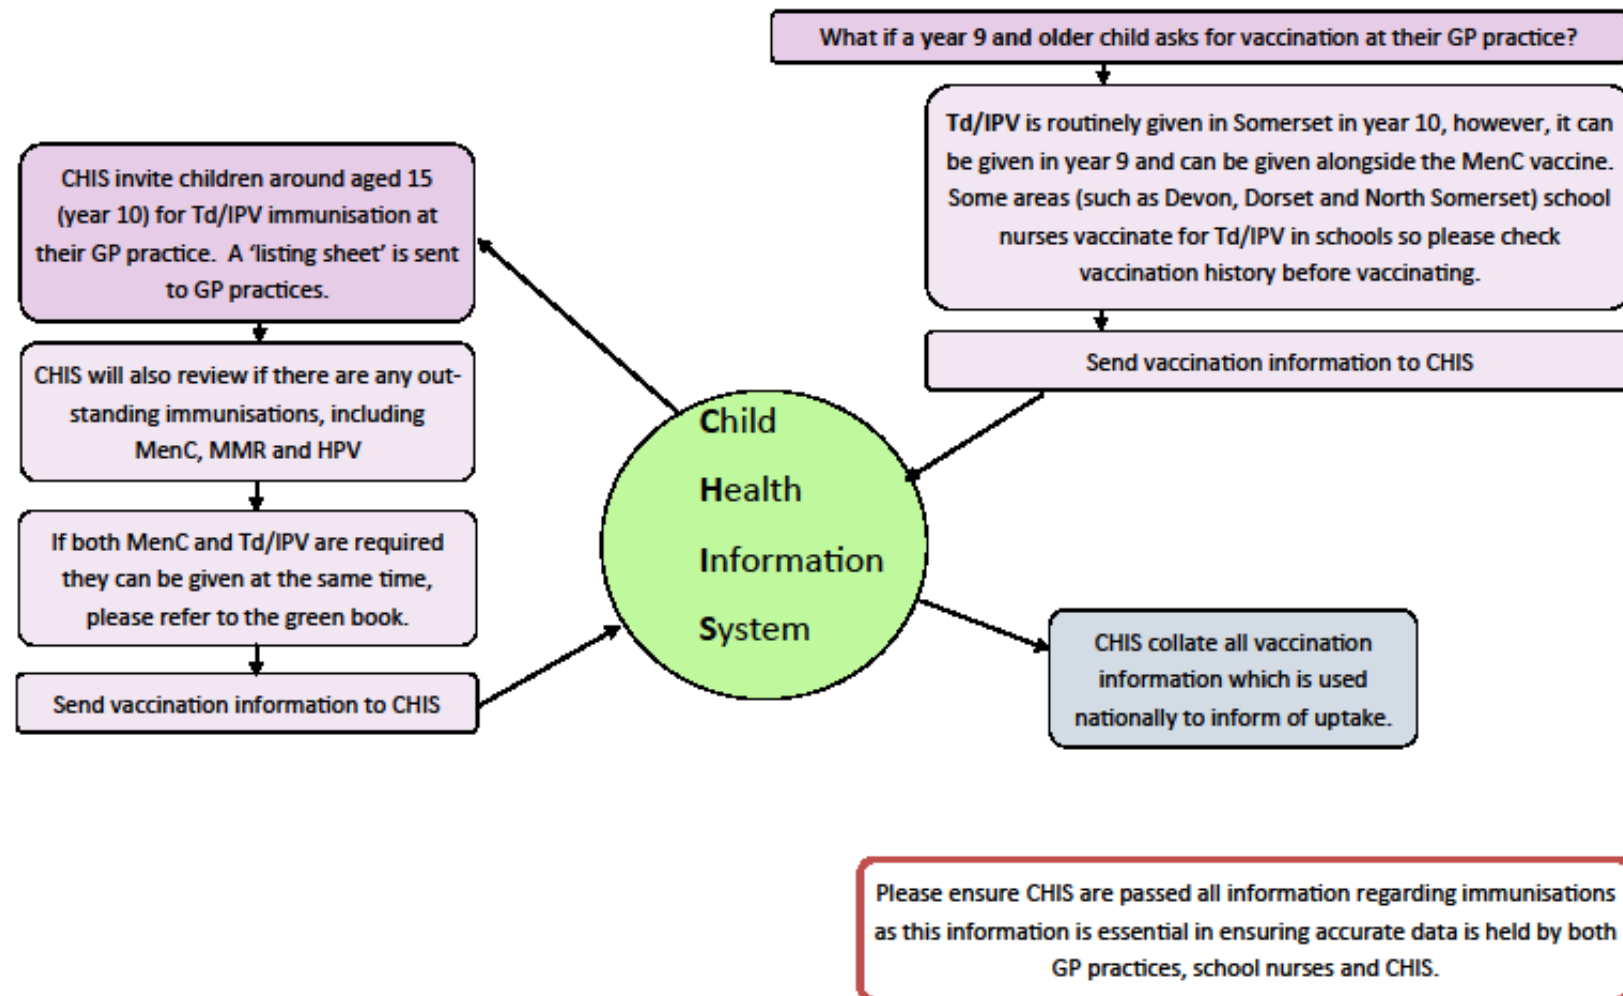 What if a year 9 and older child asks for vaccination at their GP practice?
Td/IPV is routinely given in Somerset in year 10, however, it can
be given in year 9 and can be given alongside the MenC vaccine.
Some areas (such as Devon, Dorset and North Somerset) school
nurses vaccinate for Td/IPV in schools so please check
vaccination history before vaccinating.
Send vaccination information to CHIS
CHIS invite children around aged 15
(year 10) for Td/IPV immunisation at
their GP practice. A ‘listing sheet’ is sent
to GP practices.
CHIS will also review if there are any out-
standing immunisations, including
MenC, MMR and HPV
If both MenC and Td/IPV are required
they can be given at the same time,
please refer to the green book.
Send vaccination information to CHIS
Child
Health
Information
System
CHIS collate all vaccination
information which is used
nationally to inform of uptake.
Please ensure CHIS are passed all information regarding immunisations
as this information is essential in ensuring accurate data is held by both
GP practices, school nurses and CHIS.